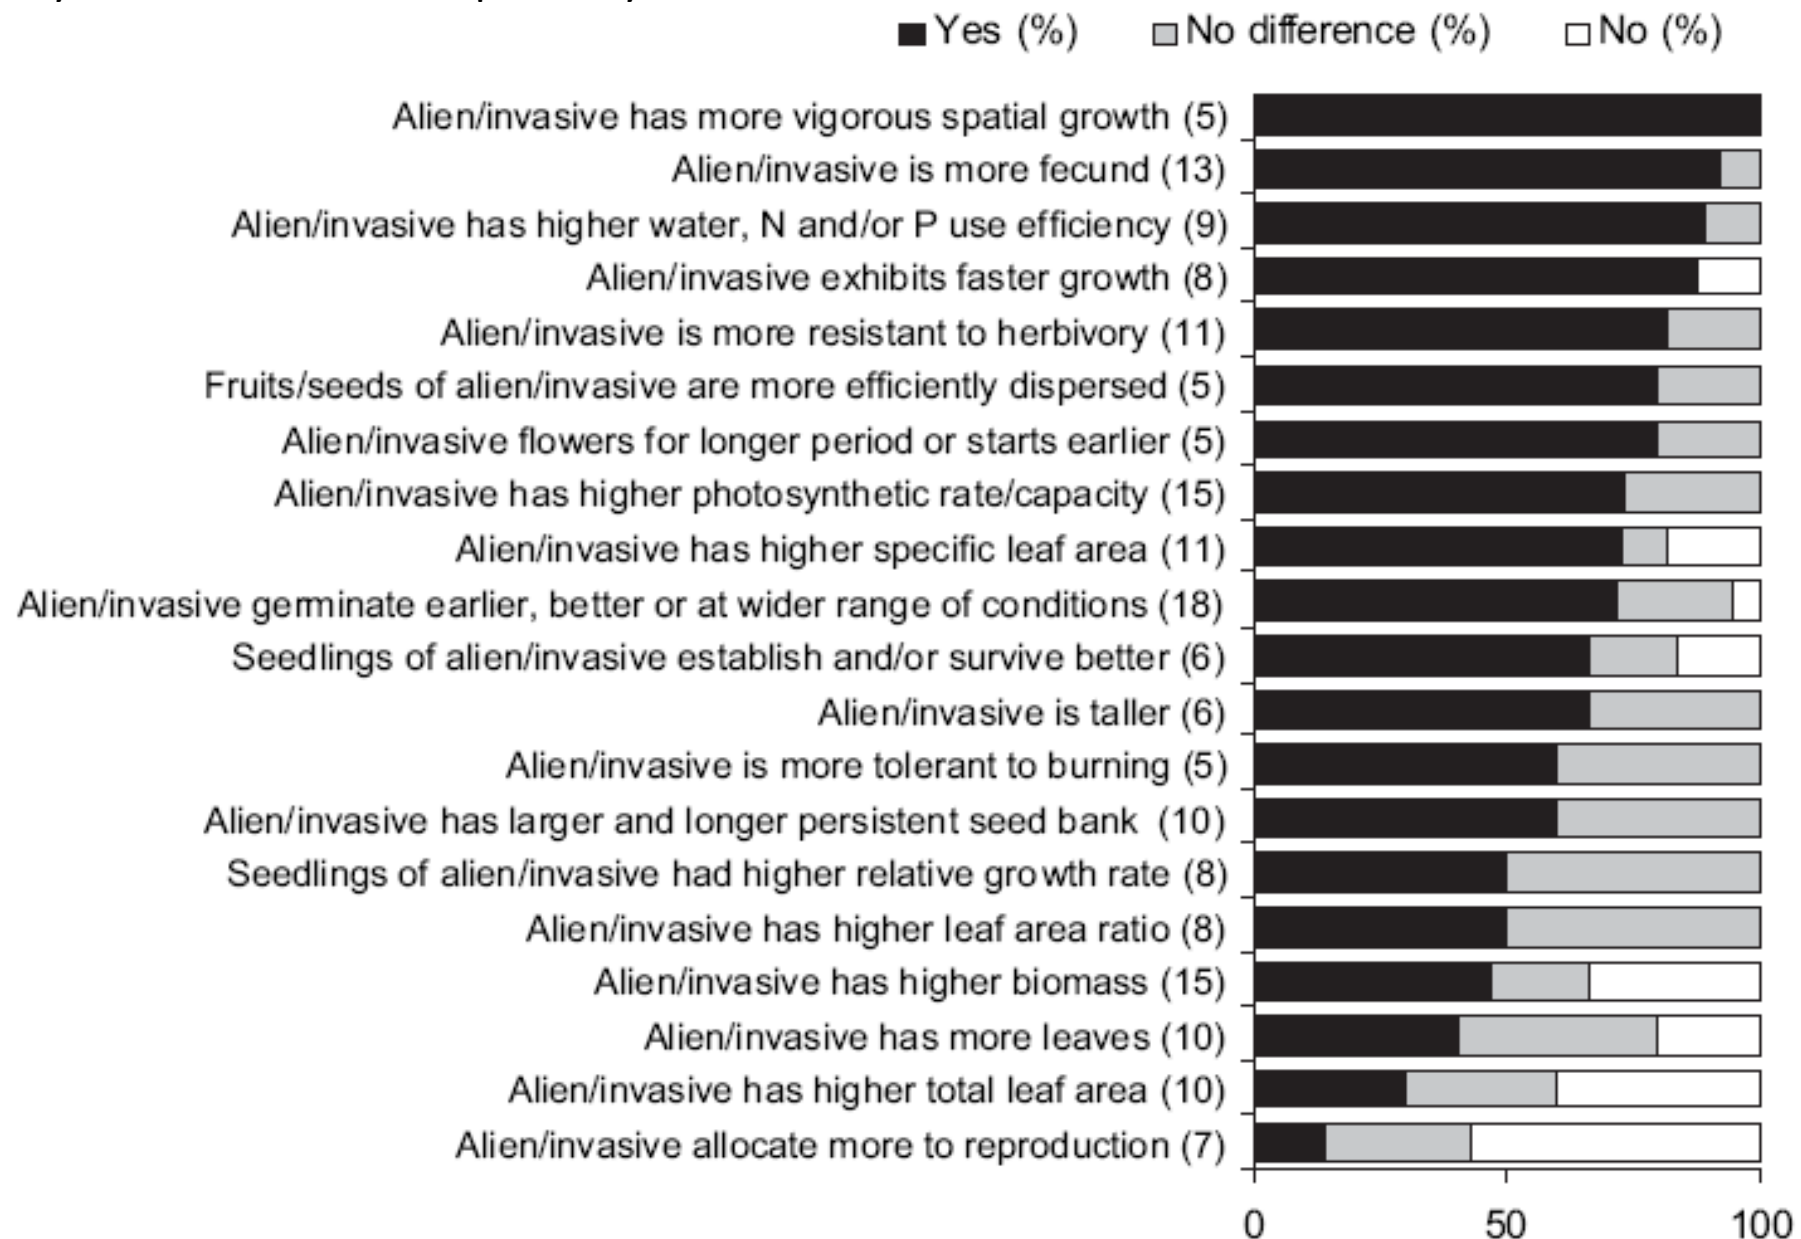 Yes (%) No difference (%) No (%)
Alien/invasive has more vigorous spatial growth (5)
Alien/invasive is more fecund (13)
Alien/invasive has higher water, N and/or P use efficiency (9)
Alien/invasive exhibits faster growth (8)
Alien/invasive is more resistant to herbivory (11)
Fruits/seeds of alien/invasive are more efficiently dispersed (5)
Alien/invasive flowers for longer period or starts earlier (5)
Alien/invasive has higher photosynthetic rate/capacity (15)
Alien/invasive has higher specific leaf area (11)
Alien/invasive germinate earlier, better or at wider range of conditions (18)
Seedlings of alien/invasive establish and/or survive better (6)
Alien/invasive is taller (6)
Alien/invasive is more tolerant to burning (5)
Alien/invasive has larger and longer persistent seed bank (10)
Seedlings of alien/invasive had higher relative growth rate (8)
Alien/invasive has higher leaf area ratio (8)
Alien/invasive has higher biomass (15)
Alien/invasive has more leaves (10)
Alien/invasive has higher total leaf area (10)
Alien/invasive allocate more to reproduction (7)
0 50 100